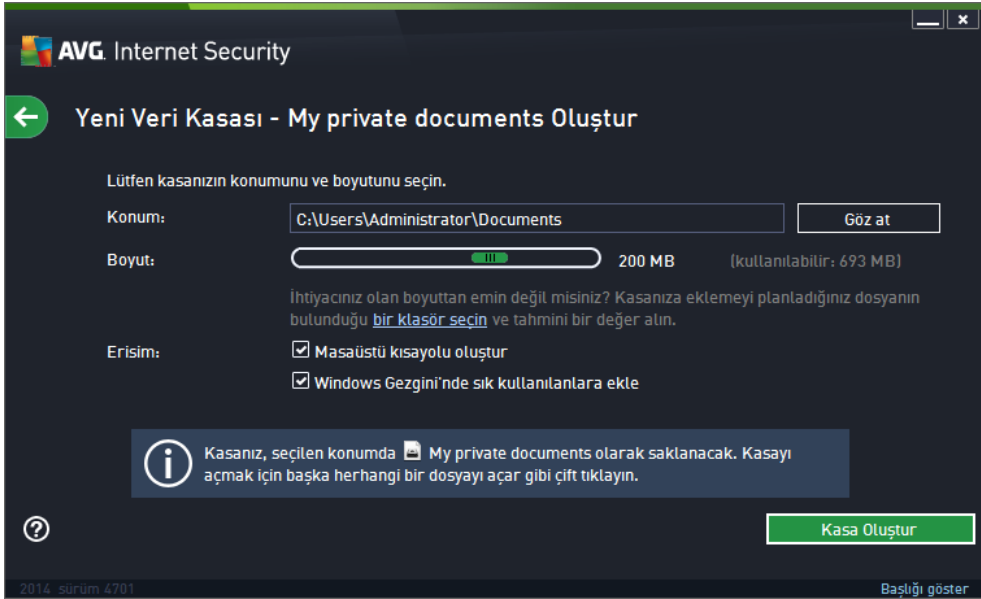 AVG. Internet Security
Yeni Veri Kasası - My private documents Oluştur
Lütfen kasanızın konumunu ve boyutunu seçin.
Konum: C:\Users\Administrator\Documents Göz at
Boyut: 200 MB (kullanılabilir: 693 MB)
İhtiyacınız olan boyuttan emin değil misiniz? Kasanıza eklemeyi planladığınız dosyanın
bulunduğu bir klasör seçin ve tahmini bir değer alın.
Erisim: Masaüstü kısayolu oluştur
Windows Gezgini'nde sık kullanılanlara ekle
Kasanız, seçilen konumda My private documents olarak saklanacak. Kasayı
açmak için başka herhangi bir dosyayı açar gibi çift tıklayın.
Kasa Oluştur
2014 sürüm 4701 Başlığı göster